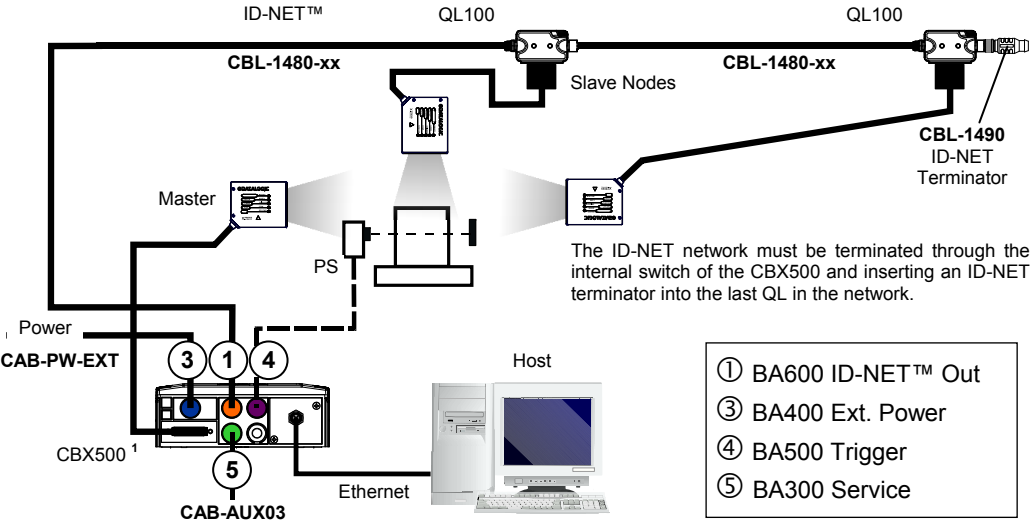 ID-NET™
QL100
QL100
CBL-1480-xx
CBL-1480-xx
Slave Nodes
CBL-1490
ID-NET
Terminator
DATALOGIC
Master
DATALOGIC
DATALOGIC
PS
The ID-NET network must be terminated through the
internal switch of the CBX500 and inserting an ID-NET
terminator into the last QL in the network.
Power
CAB-PW-EXT
3
1
4
Host
CBX500 ¹
5
Ethernet
CAB-AUX03
① BA600 ID-NET™ Out
③ BA400 Ext. Power
④ BA500 Trigger
⑤ BA300 Service